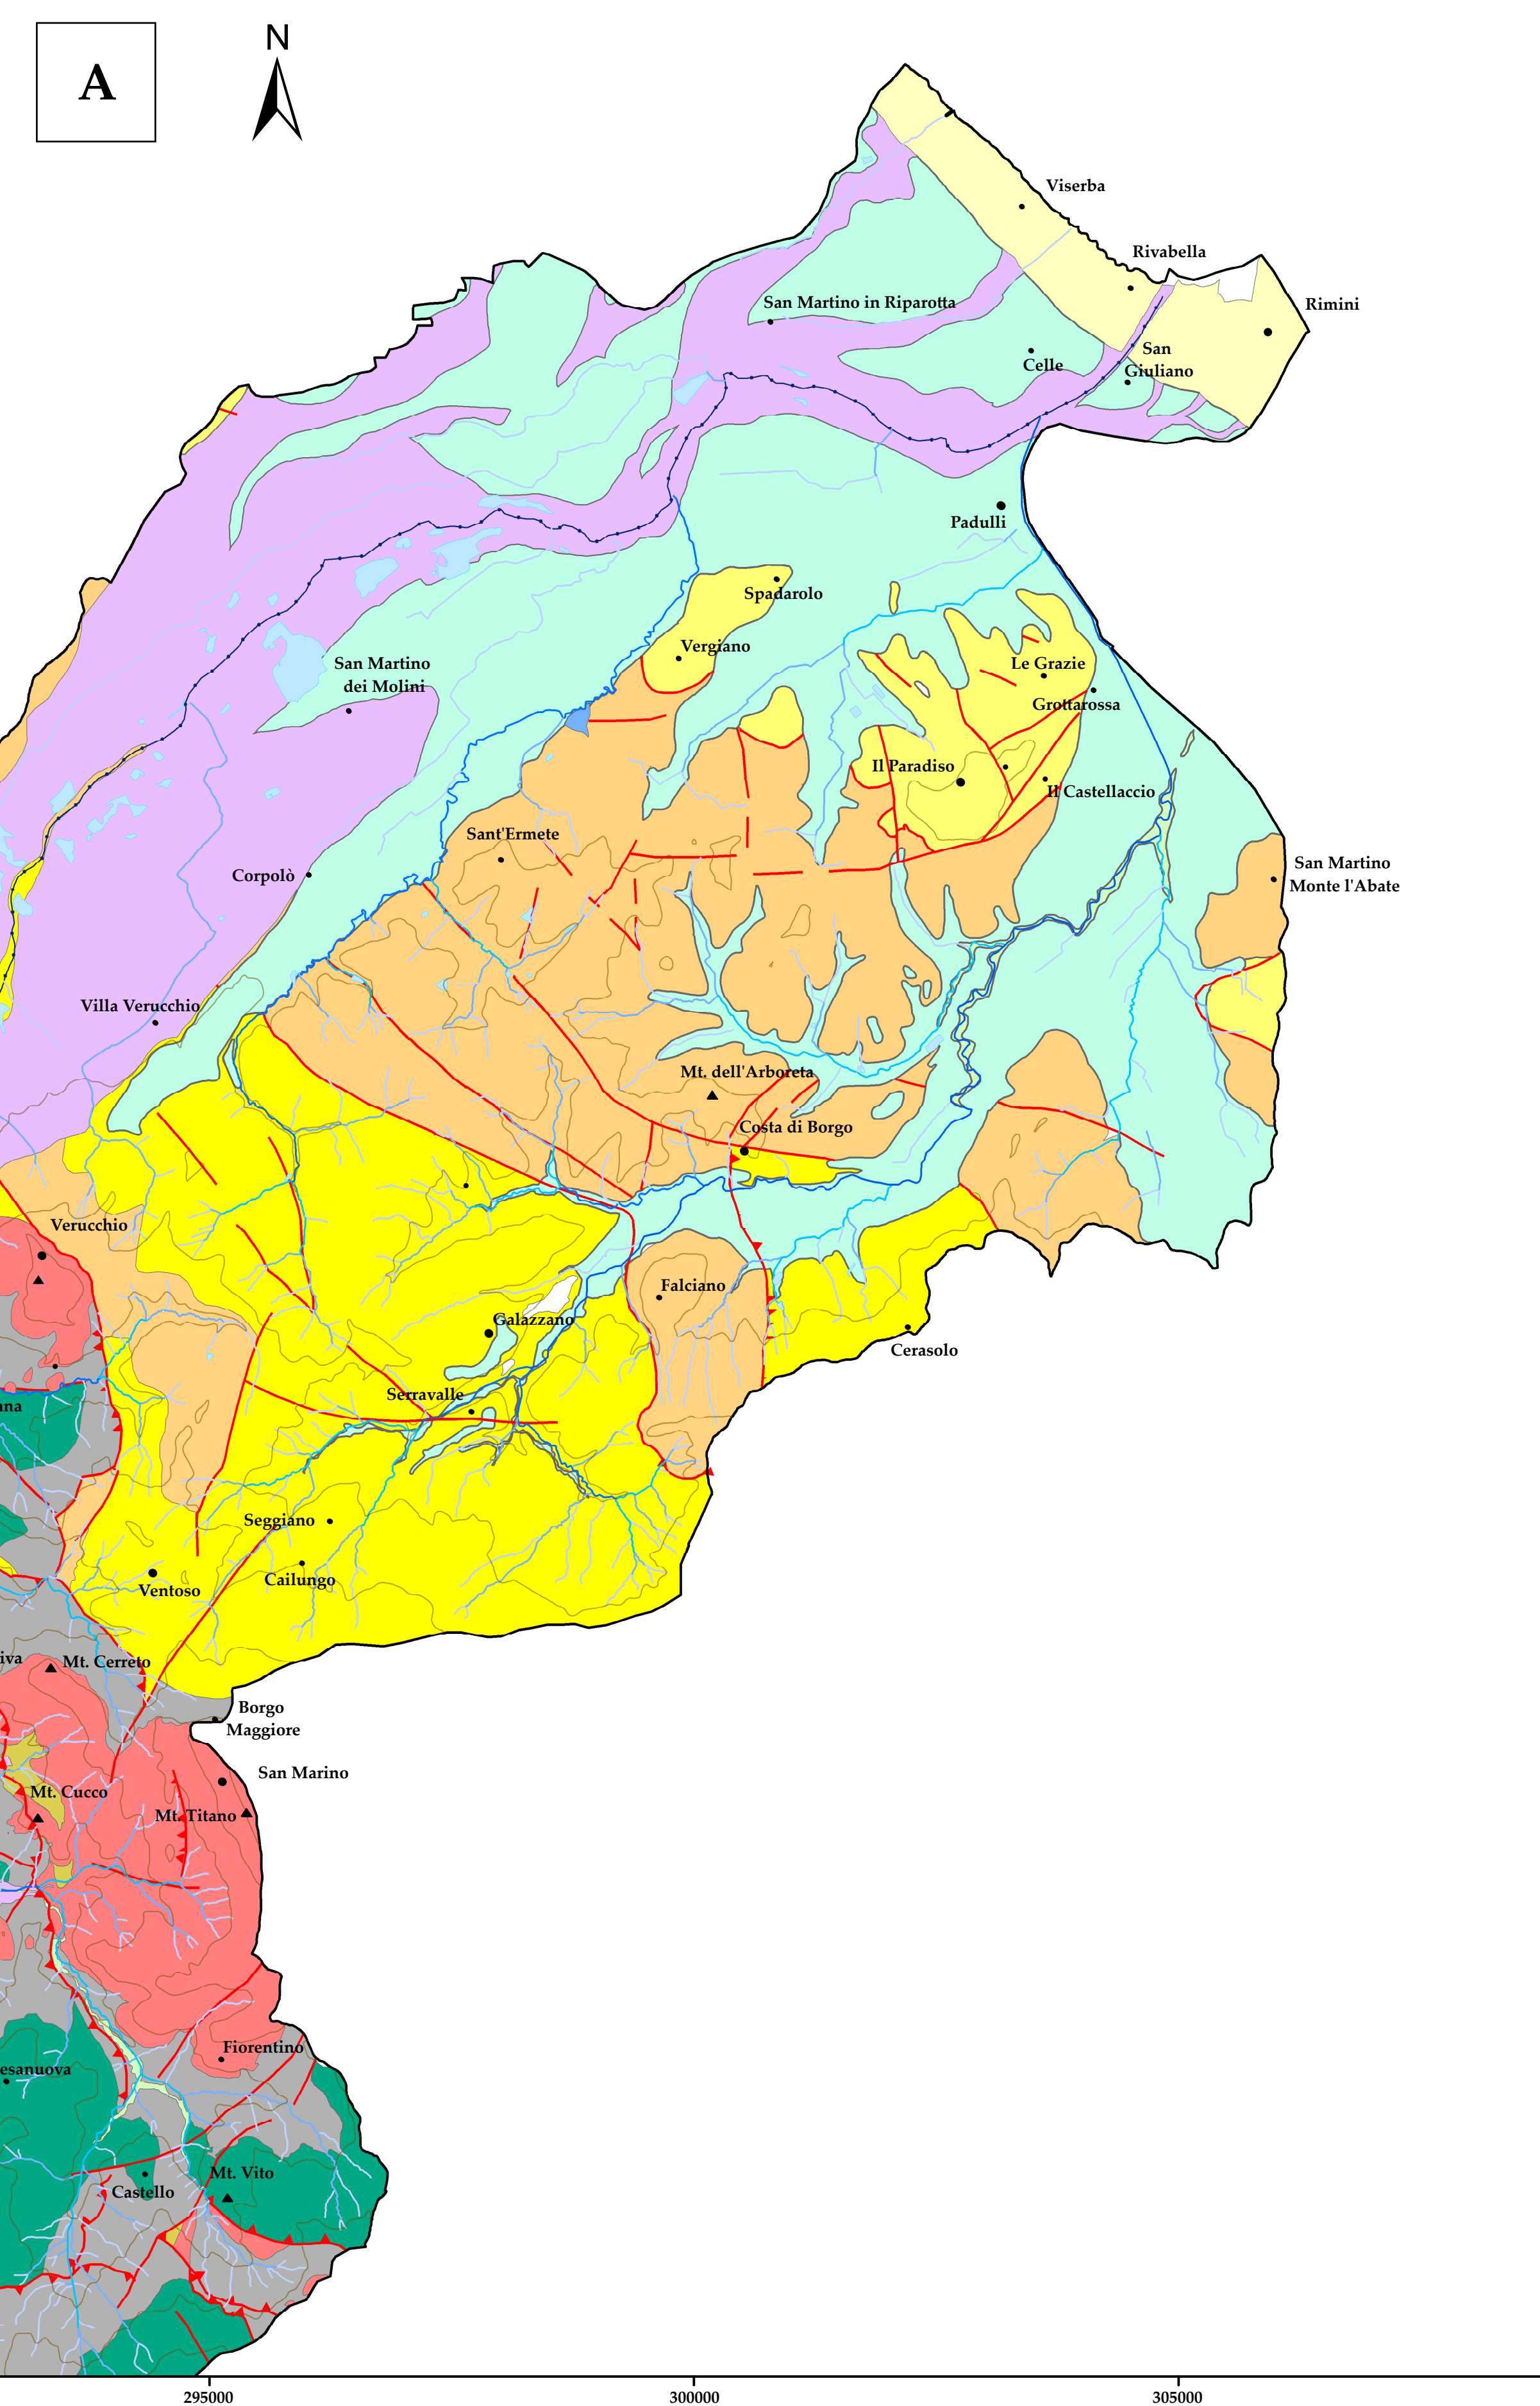 A
N
Viserba
Rivabella
Rimini
San Martino in Riparotta
San
Giuliano
Celle
Padulli
Spadarolo
Vergiano
San Martino
dei Molini
Le Grazie
Grottarossa
Il Paradiso
Il Castellaccio
Sant'Ermete
San Martino
Monte l'Abate
Corpolò
Villa Verucchio
Mt. dell'Arboreta
Costa di Borgo
Verucchio
Falciano
Galazzano
Cerasolo
Serravalle
na
Seggiano
Cailungo
Ventoso
iva
Mt. Cerreto
Borgo
Maggiore
San Marino
Mt. Cucco
Mt. Titano
Fiorentino
esanuova
Mt. Vito
Castello
295000
300000
305000